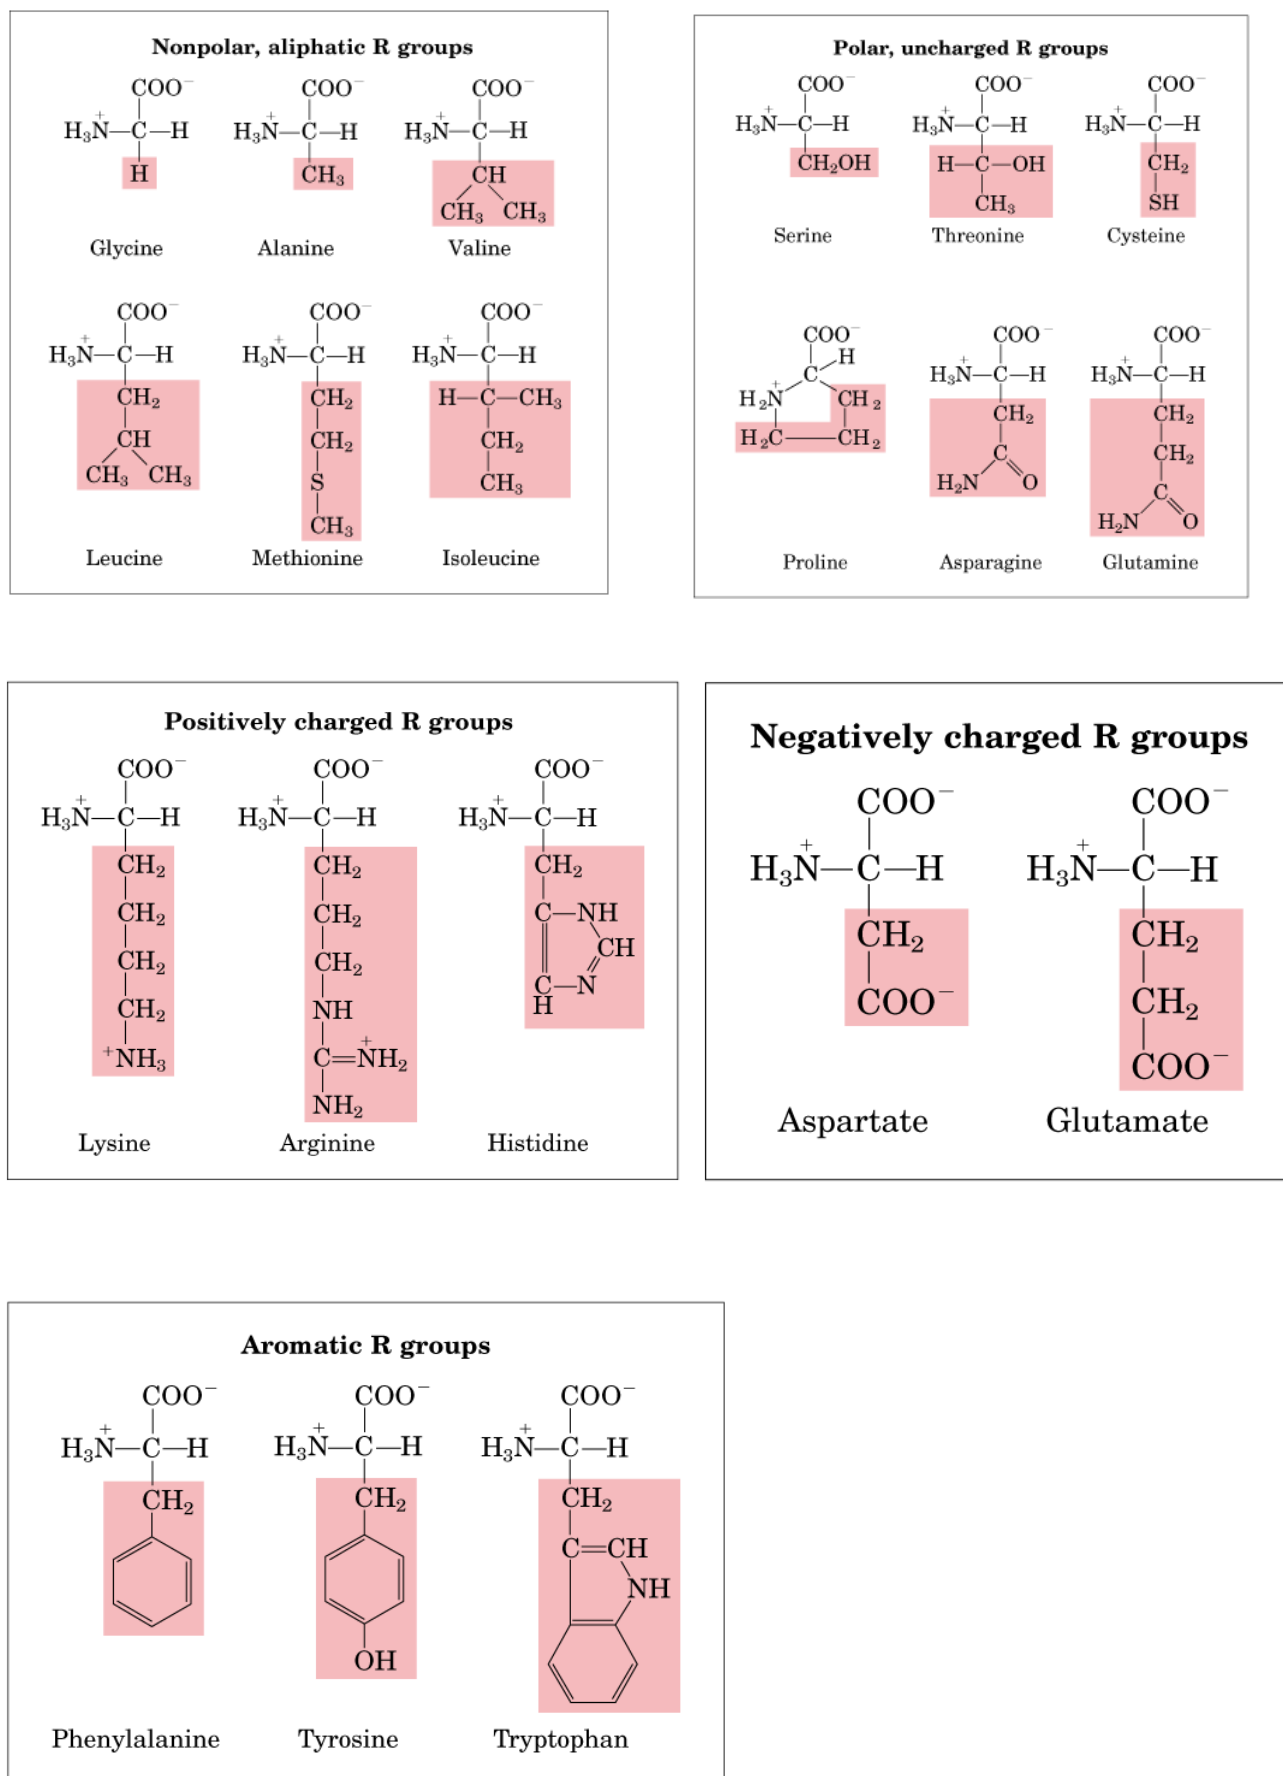 Nonpolar, aliphatic R groups
COO⁻ COO⁻ COO⁻
H₃N⁺—C—H H₃N⁺—C—H H₃N⁺—C—H
H CH₃ CH
CH₃ CH₃
Glycine Alanine Valine
COO⁻ COO⁻ COO⁻
H₃N⁺—C—H H₃N⁺—C—H H₃N⁺—C—H
CH₂ CH₂ H—C—CH₃
CH CH₂ CH₂
CH₃ CH₃ S CH₃
CH₃
Leucine Methionine Isoleucine
Polar, uncharged R groups
COO⁻ COO⁻ COO⁻
H₃N⁺—C—H H₃N⁺—C—H H₃N⁺—C—H
CH₂OH H—C—OH CH₂
CH₃ SH
Serine Threonine Cysteine
COO⁻ COO⁻ COO⁻
H
C H₃N⁺—C—H H₃N⁺—C—H
H₂N⁺ CH₂ CH₂ CH₂
H₂C CH₂ C CH₂
H₂N O C
H₂N O
Proline Asparagine Glutamine
Positively charged R groups
COO⁻ COO⁻ COO⁻
H₃N⁺—C—H H₃N⁺—C—H H₃N⁺—C—H
CH₂ CH₂ CH₂
CH₂ CH₂ C—NH
CH₂ CH₂ CH
CH₂ NH C—N
H
⁺NH₃ C=N⁺H₂
NH₂
Lysine Arginine Histidine
Negatively charged R groups
COO⁻ COO⁻
H₃N⁺—C—H H₃N⁺—C—H
CH₂ CH₂
COO⁻ CH₂
COO⁻
Aspartate Glutamate
Aromatic R groups
COO⁻ COO⁻ COO⁻
H₃N⁺—C—H H₃N⁺—C—H H₃N⁺—C—H
CH₂ CH₂ CH₂
C=CH
NH
OH
Phenylalanine Tyrosine Tryptophan